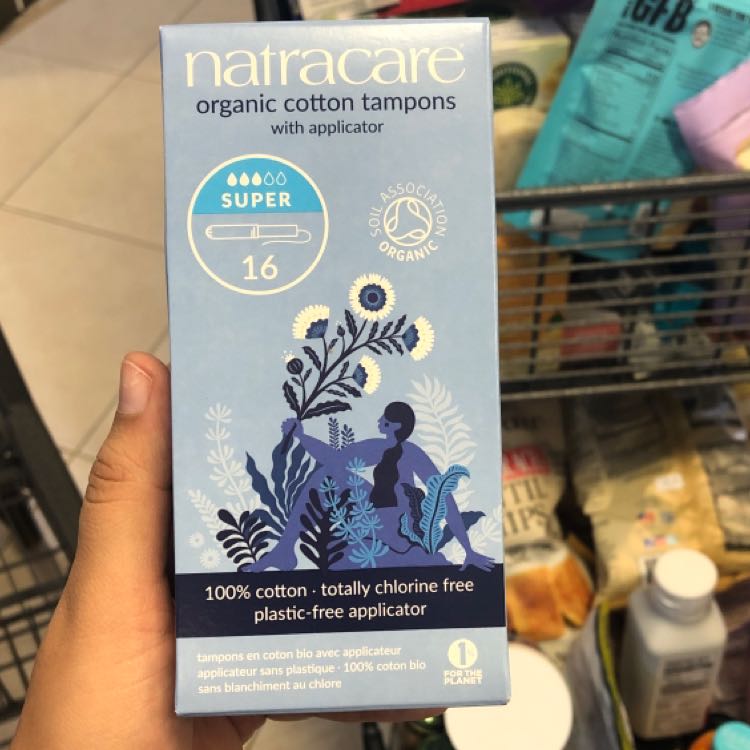 natracare
organic cotton tampons
with applicator
SUPER
16
SOIL ASSOCIATION
ORGANIC
100% cotton · totally chlorine free
plastic-free applicator
tampons en coton bio avec applicateur
applicateur sans plastique · 100% coton bio
sans blanchiment au chlore
1
FOR THE
PLANET